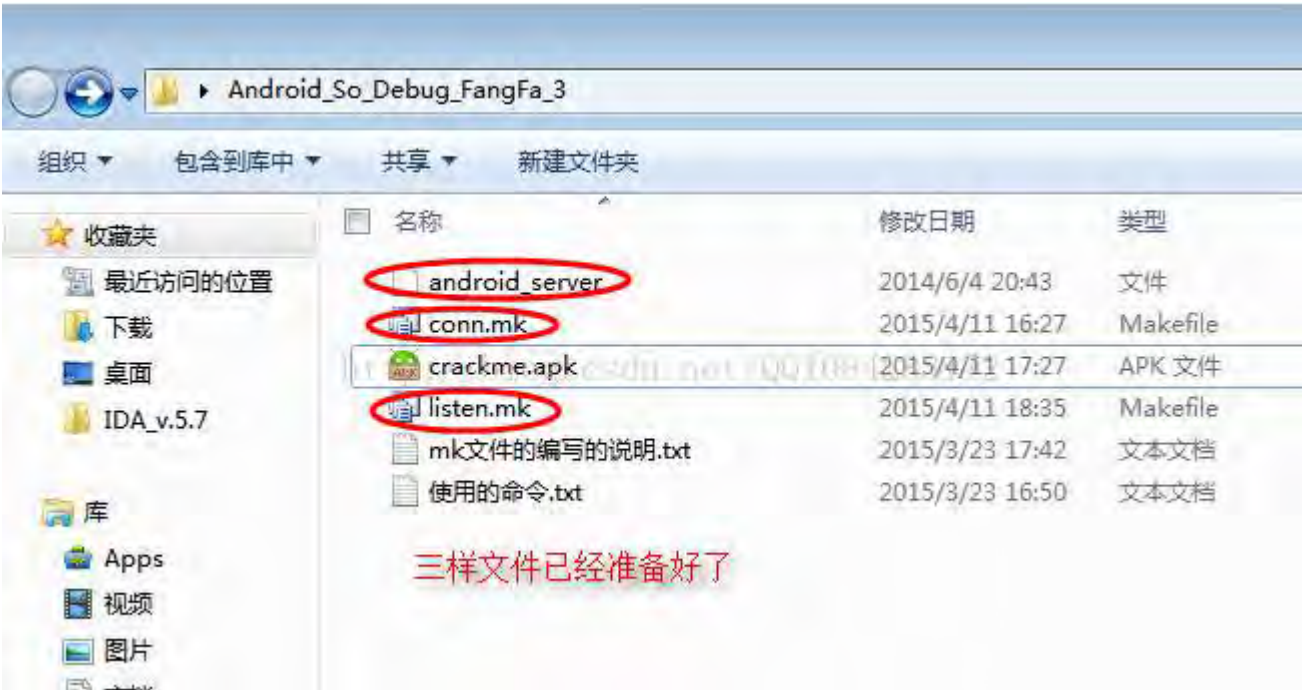 Android_So_Debug_FangFa_3
组织 包含到库中 共享 新建文件夹
收藏夹
最近访问的位置
下载
桌面
IDA_v.5.7
库
Apps
视频
图片
名称 修改日期 类型
android_server 2014/6/4 20:43 文件
conn.mk 2015/4/11 16:27 Makefile
crackme.apk 2015/4/11 17:27 APK 文件
listen.mk 2015/4/11 18:35 Makefile
mk文件的编写的说明.txt 2015/3/23 17:42 文本文档
使用的命令.txt 2015/3/23 16:50 文本文档
三样文件已经准备好了